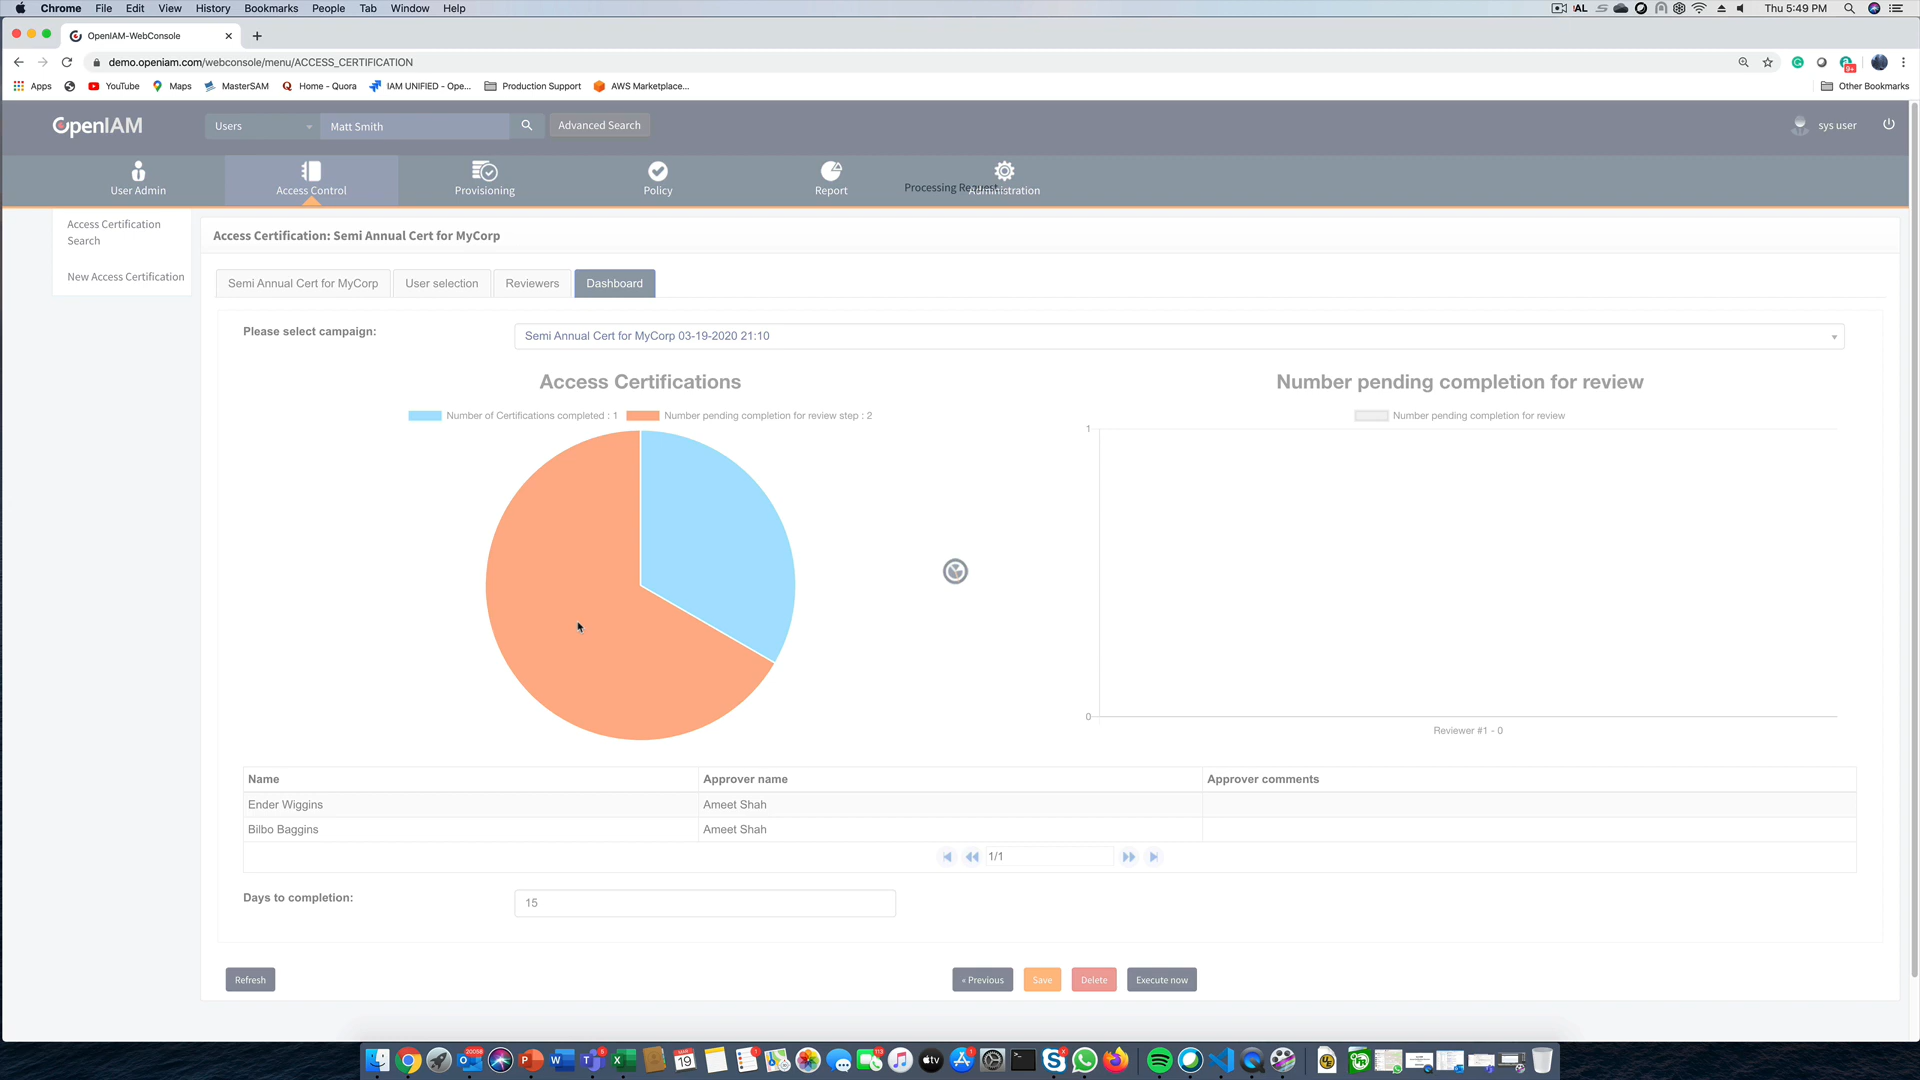 Chrome File Edit View History Bookmarks People Tab Window Help
AL Thu 5:49 PM
OpenIAM-WebConsole
demo.openiam.com/webconsole/menu/ACCESS_CERTIFICATION
Apps YouTube Maps MasterSAM Home - Quora IAM UNIFIED - Ope... Production Support AWS Marketplace... Other Bookmarks
OpenIAM Users Matt Smith Advanced Search sys user
User Admin Access Control Provisioning Policy Report Administration
Processing Request
Access Certification Search
New Access Certification
Access Certification: Semi Annual Cert for MyCorp
Semi Annual Cert for MyCorp User selection Reviewers Dashboard
Please select campaign: Semi Annual Cert for MyCorp 03-19-2020 21:10
Access Certifications
Number of Certifications completed : 1 Number pending completion for review step : 2
Number pending completion for review
Number pending completion for review
1
0
Reviewer #1 - 0
Name Approver name Approver comments
Ender Wiggins Ameet Shah
Bilbo Baggins Ameet Shah
1/1
Days to completion: 15
Refresh « Previous Save Delete Execute now